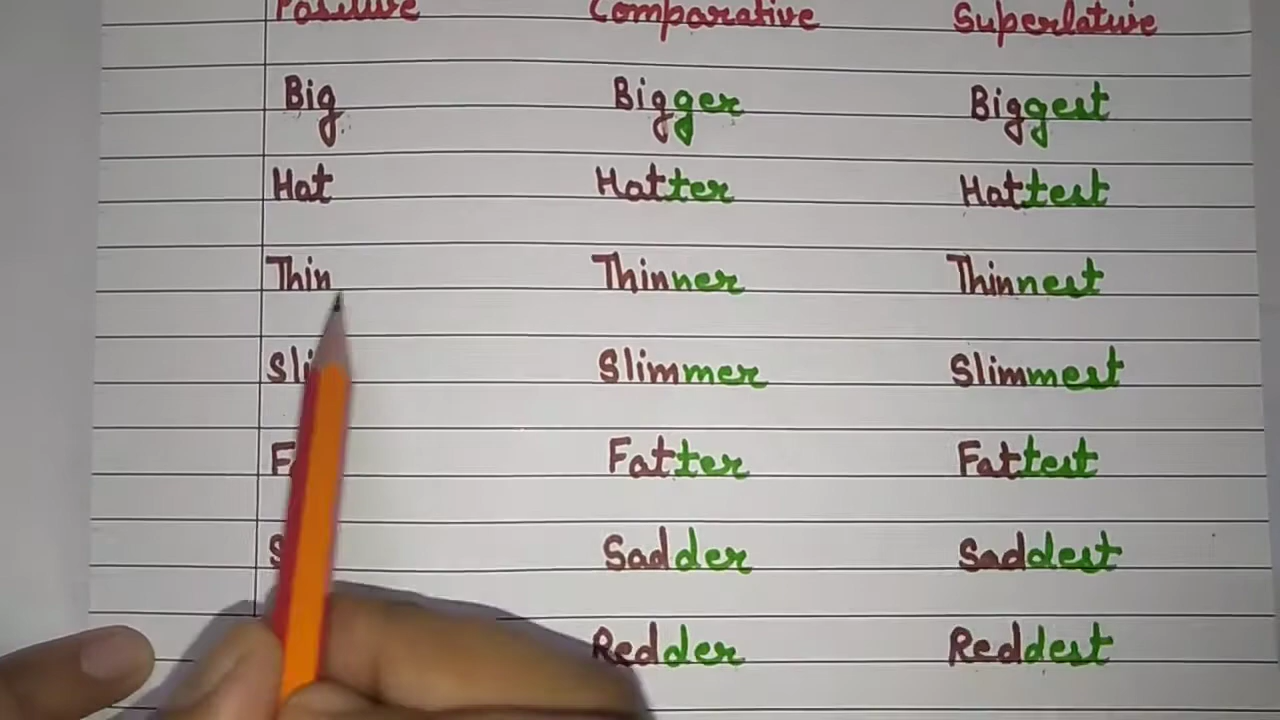 Positive Comparative Superlative
Big Bigger Biggest
Hot Hotter Hottest
Thin Thinner Thinnest
Slimmer Slimmest
Fatter Fattest
Sadder Saddest
Redder Reddest